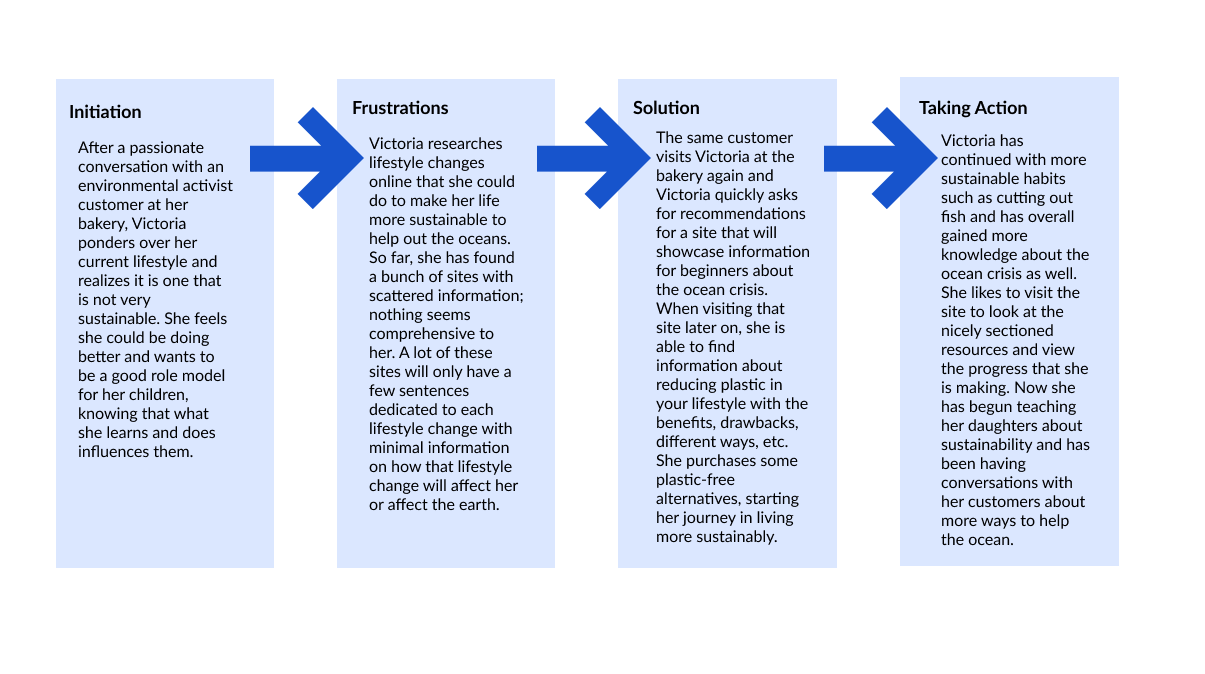 Initiation
After a passionate
conversation with an
environmental activist
customer at her
bakery, Victoria
ponders over her
current lifestyle and
realizes it is one that
is not very
sustainable. She feels
she could be doing
better and wants to
be a good role model
for her children,
knowing that what
she learns and does
influences them.
Frustrations
Victoria researches
lifestyle changes
online that she could
do to make her life
more sustainable to
help out the oceans.
So far, she has found
a bunch of sites with
scattered information;
nothing seems
comprehensive to
her. A lot of these
sites will only have a
few sentences
dedicated to each
lifestyle change with
minimal information
on how that lifestyle
change will affect her
or affect the earth.
Solution
The same customer
visits Victoria at the
bakery again and
Victoria quickly asks
for recommendations
for a site that will
showcase information
for beginners about
the ocean crisis.
When visiting that
site later on, she is
able to find
information about
reducing plastic in
your lifestyle with the
benefits, drawbacks,
different ways, etc.
She purchases some
plastic-free
alternatives, starting
her journey in living
more sustainably.
Taking Action
Victoria has
continued with more
sustainable habits
such as cutting out
fish and has overall
gained more
knowledge about the
ocean crisis as well.
She likes to visit the
site to look at the
nicely sectioned
resources and view
the progress that she
is making. Now she
has begun teaching
her daughters about
sustainability and has
been having
conversations with
her customers about
more ways to help
the ocean.